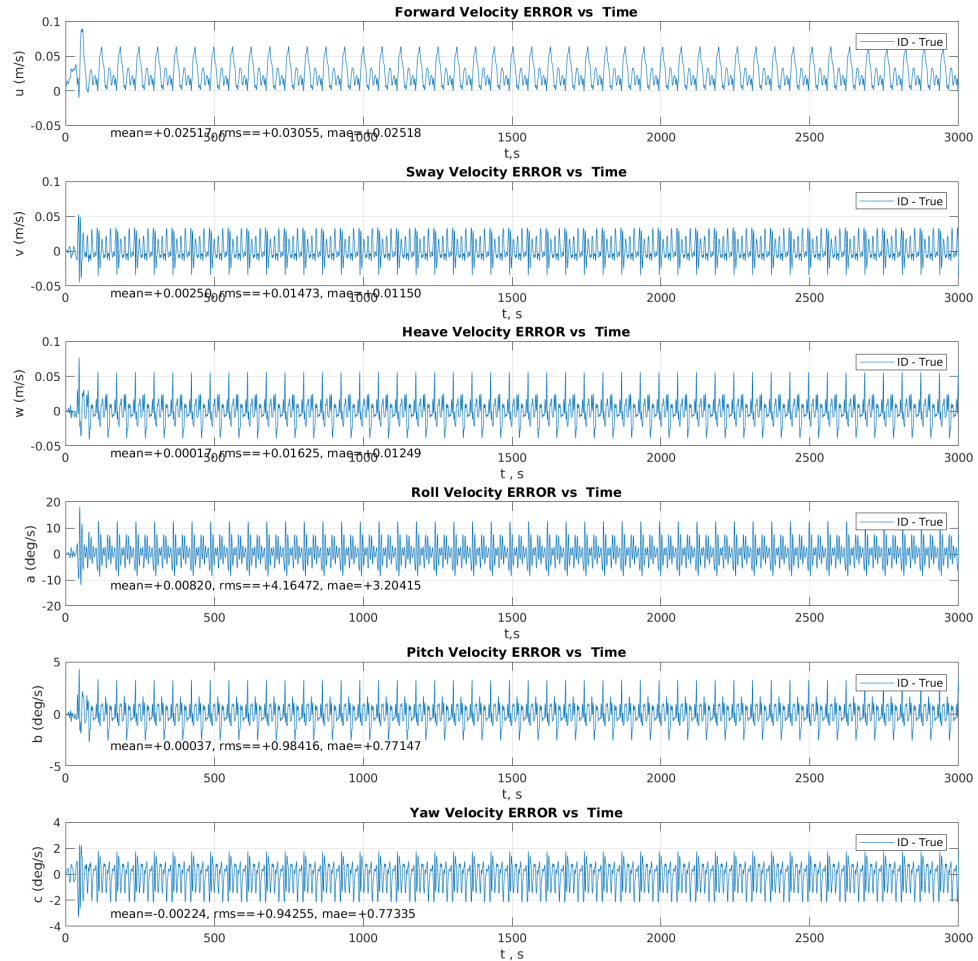 Forward Velocity ERROR vs Time
0.1
0.05
0
-0.05
u (m/s)
ID - True
0 500 1000 1500 2000 2500 3000
mean=+0.02517, rms==+0.03055, mae=+0.02518
t,s
Sway Velocity ERROR vs Time
0.1
0.05
0
-0.05
v (m/s)
ID - True
0 500 1000 1500 2000 2500 3000
mean=+0.00250, rms==+0.01473, mae=+0.01150
t, s
Heave Velocity ERROR vs Time
0.1
0.05
0
-0.05
w (m/s)
ID - True
0 500 1000 1500 2000 2500 3000
mean=+0.00017, rms==+0.01625, mae=+0.01249
t , s
Roll Velocity ERROR vs Time
20
10
0
-10
-20
a (deg/s)
ID - True
mean=+0.00820, rms==+4.16472, mae=+3.20415
0 500 1000 1500 2000 2500 3000
t,s
Pitch Velocity ERROR vs Time
5
0
-5
b (deg/s)
ID - True
mean=+0.00037, rms==+0.98416, mae=+0.77147
0 500 1000 1500 2000 2500 3000
t, s
Yaw Velocity ERROR vs Time
4
2
0
-2
-4
c (deg/s)
ID - True
mean=-0.00224, rms==+0.94255, mae=+0.77335
0 500 1000 1500 2000 2500 3000
t , s